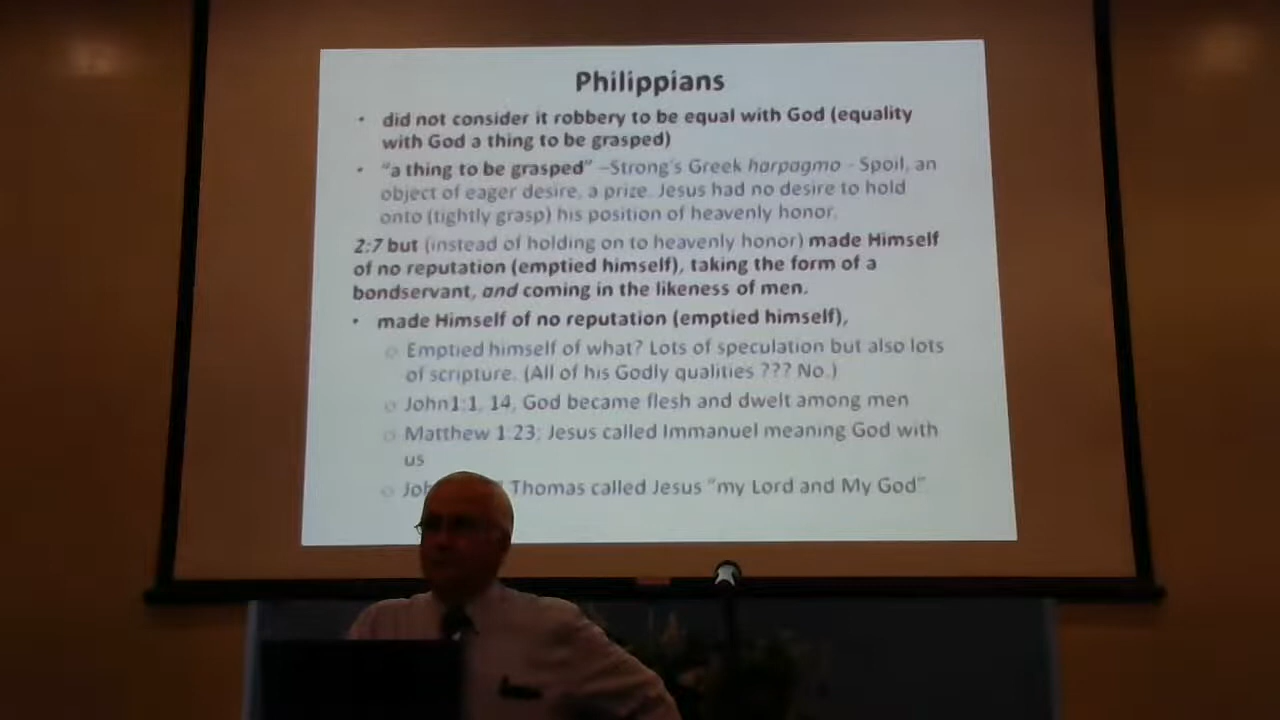 Philippians
• did not consider it robbery to be equal with God (equality
with God a thing to be grasped)
• "a thing to be grasped" –Strong's Greek harpagmo - Spoil, an
object of eager desire, a prize. Jesus had no desire to hold
onto (tightly grasp) his position of heavenly honor.
2:7 but (instead of holding on to heavenly honor) made Himself
of no reputation (emptied himself), taking the form of a
bondservant, and coming in the likeness of men.
• made Himself of no reputation (emptied himself),
o Emptied himself of what? Lots of speculation but also lots
of scripture. (All of his Godly qualities ??? No.)
o John1:1, 14, God became flesh and dwelt among men
o Matthew 1:23; Jesus called Immanuel meaning God with
us
o Thomas called Jesus "my Lord and My God"